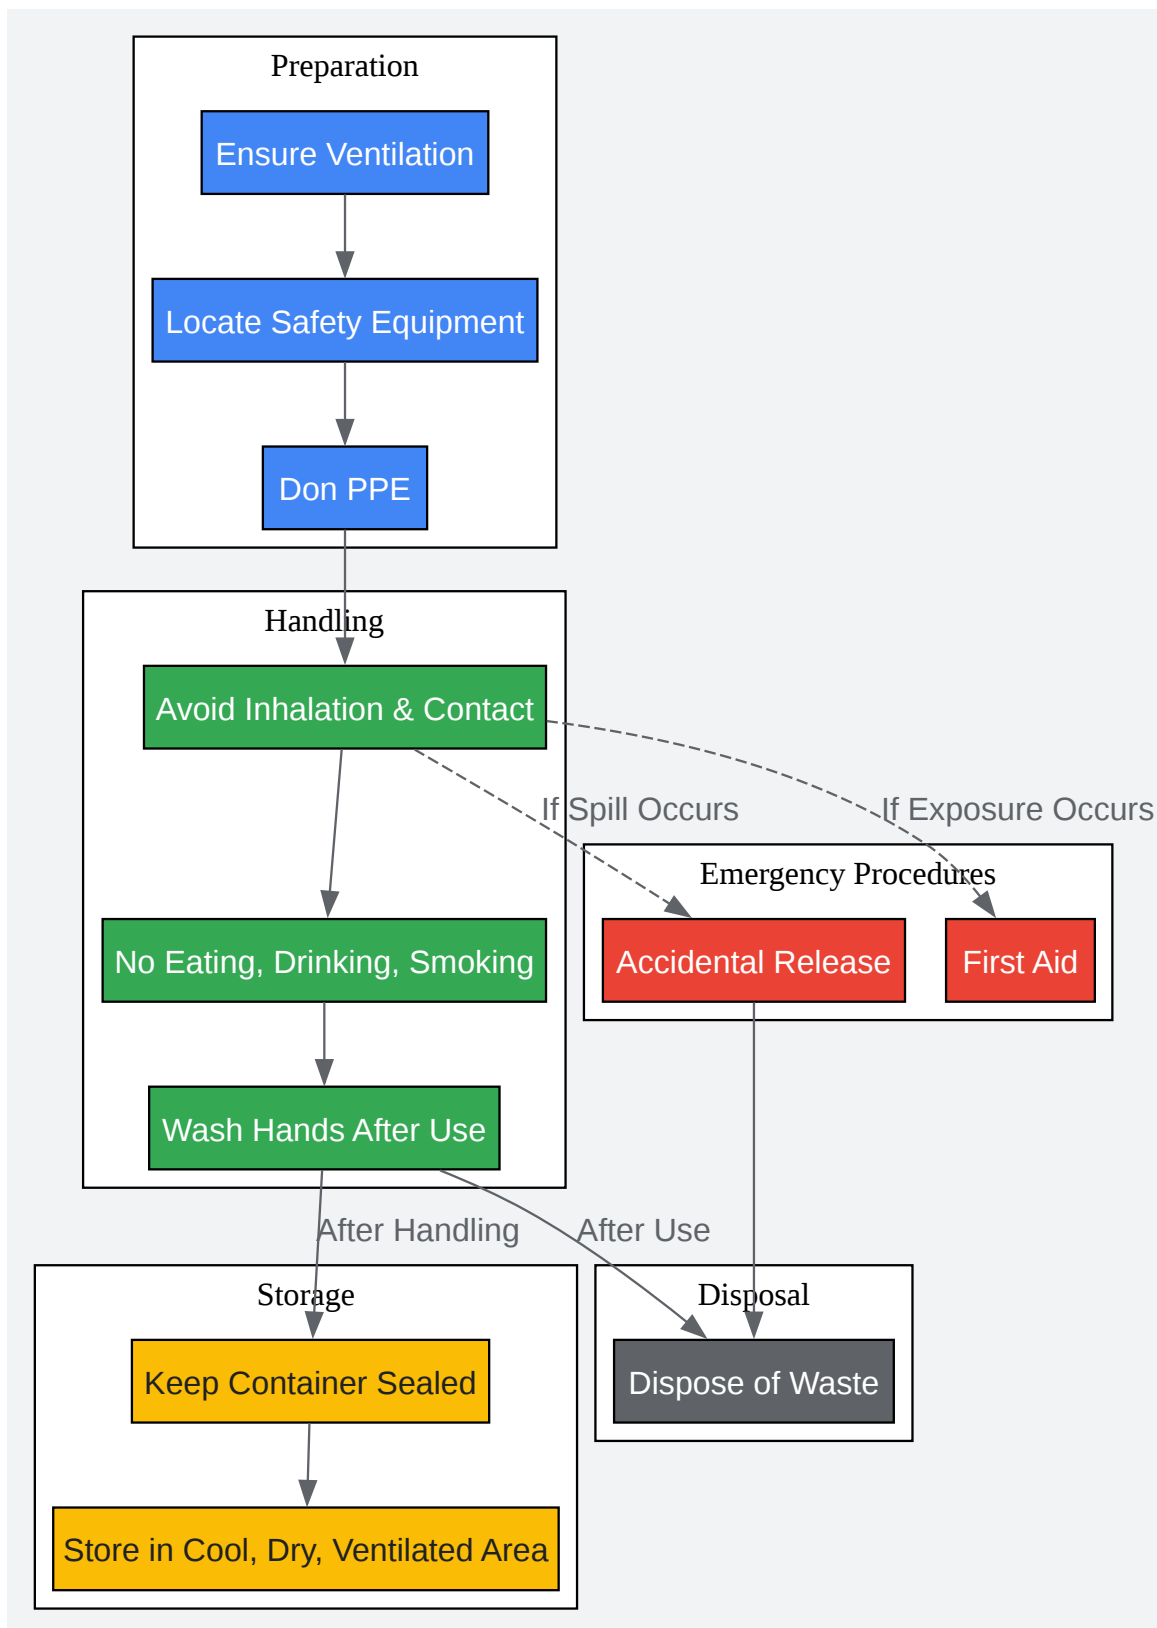 Preparation
Ensure Ventilation
Locate Safety Equipment
Don PPE
Handling
Avoid Inhalation & Contact
If Spill Occurs
If Exposure Occurs
Emergency Procedures
No Eating, Drinking, Smoking
Accidental Release
First Aid
Wash Hands After Use
After Handling
After Use
Storage
Disposal
Keep Container Sealed
Dispose of Waste
Store in Cool, Dry, Ventilated Area